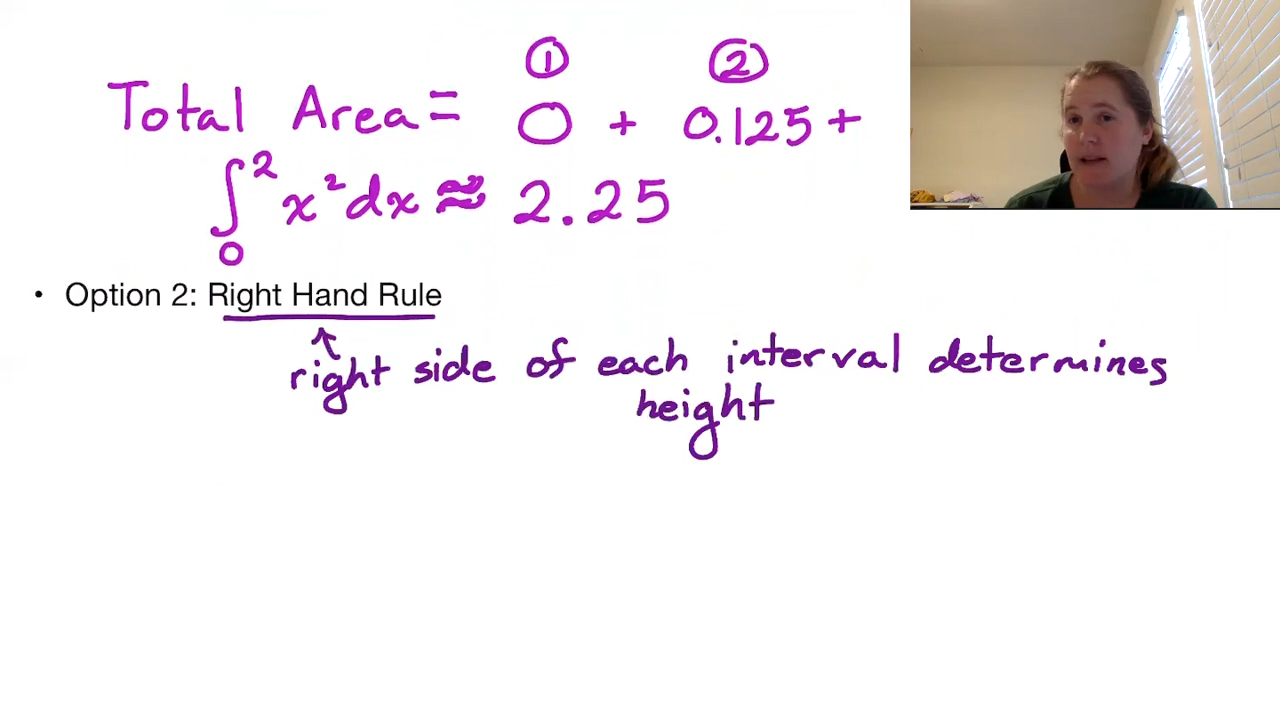 ① ②
Total Area = 0 + 0.125 +
∫₀² x² dx ≈ 2.25
• Option 2: Right Hand Rule
right side of each interval determines
height